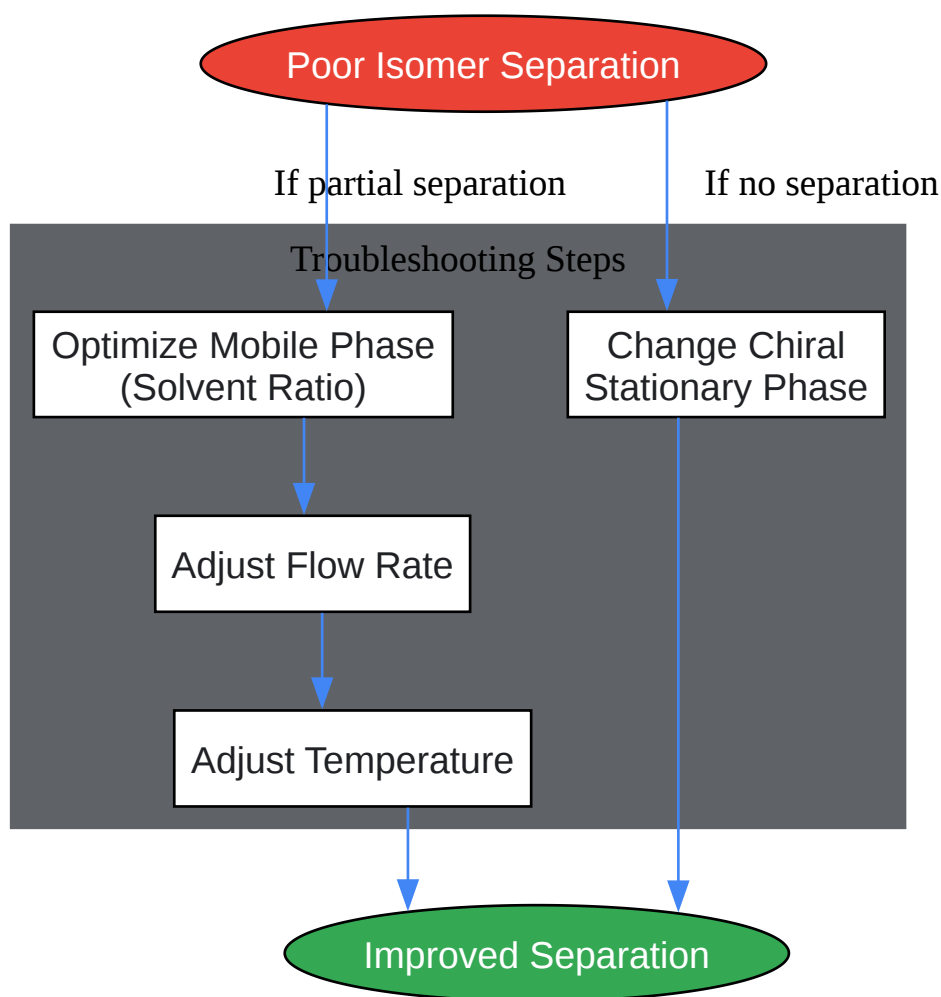 Poor Isomer Separation
If partial separation
If no separation
Troubleshooting Steps
Optimize Mobile Phase
(Solvent Ratio)
Change Chiral
Stationary Phase
Adjust Flow Rate
Adjust Temperature
Improved Separation